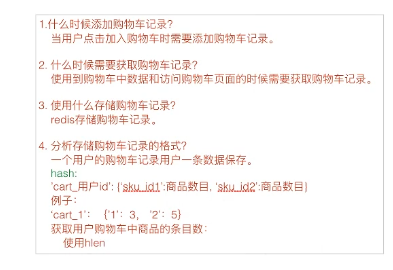 1.什么时候添加购物车记录?
当用户点击加入购物车时需要添加购物车记录。
2. 什么时候需要获取购物车记录?
使用到购物车中数据和访问购物车页面的时候需要获取购物车记录。
3. 使用什么存储购物车记录?
redis存储购物车记录。
4. 分析存储购物车记录的格式?
一个用户的购物车记录用户一条数据保存。
hash:
'cart_用户id': {'sku_id1':商品数目, 'sku_id2':商品数目}
例子:
'cart_1': {'1': 3, '2': 5}
获取用户购物车中商品的条目数:
使用hlen